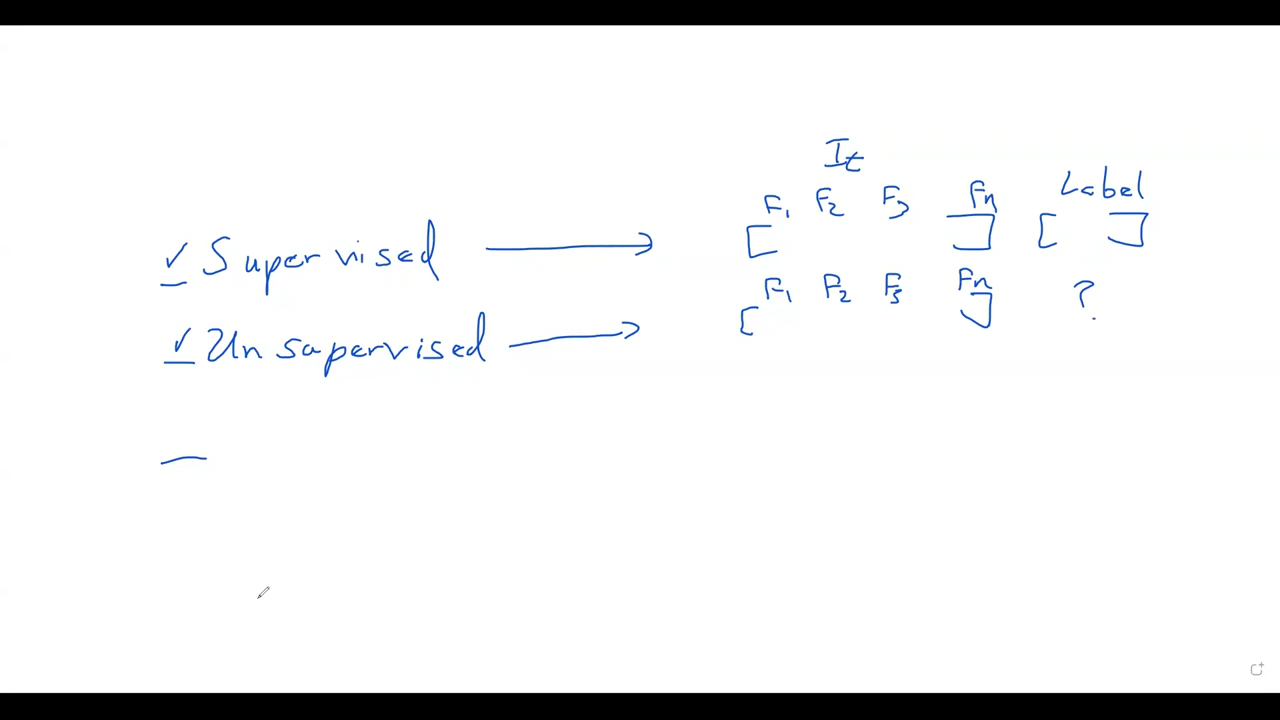 It
F1 F2 F3 Fn Label
✓ Supervised → [ ] [ ]
F1 F2 F3 Fn ?
✓ Unsupervised → [ ]